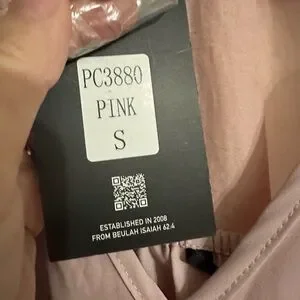 PC3880
PINK
S
ESTABLISHED IN 2008
FROM BEULAH ISAIAH 62:4